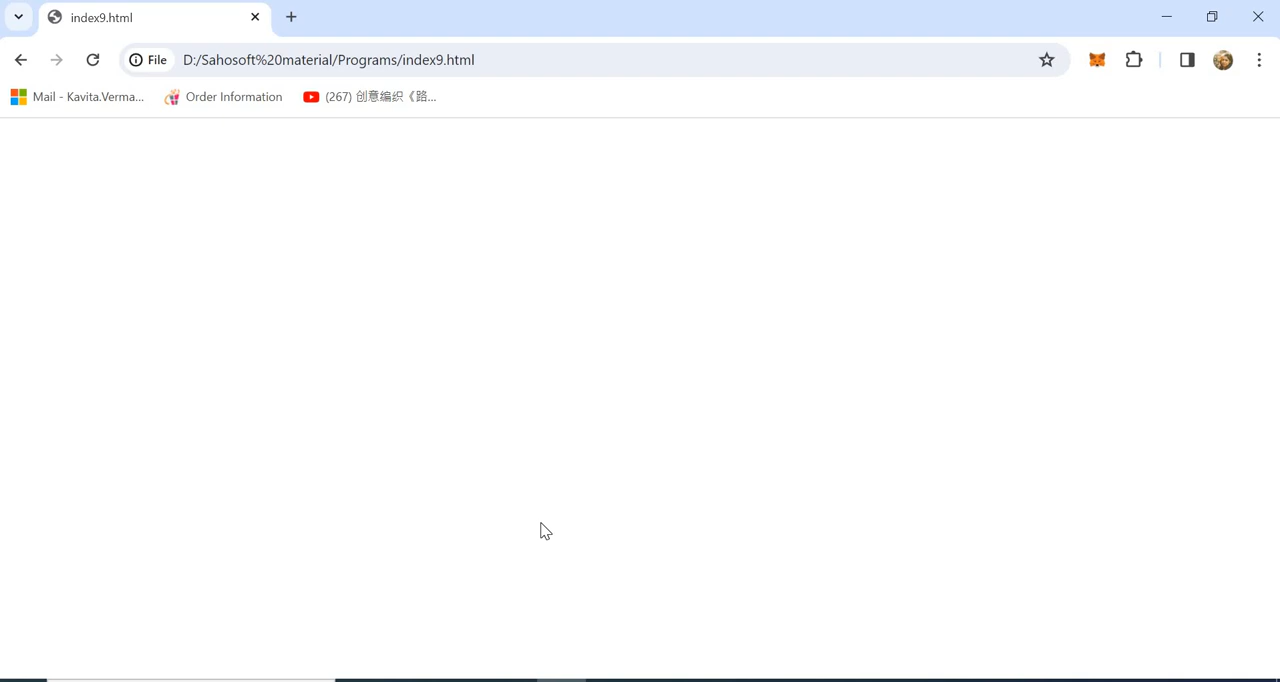 index9.html
File
D:/Sahosoft%20material/Programs/index9.html
Mail - Kavita.Verma...
Order Information
(267) 创意编织《路...